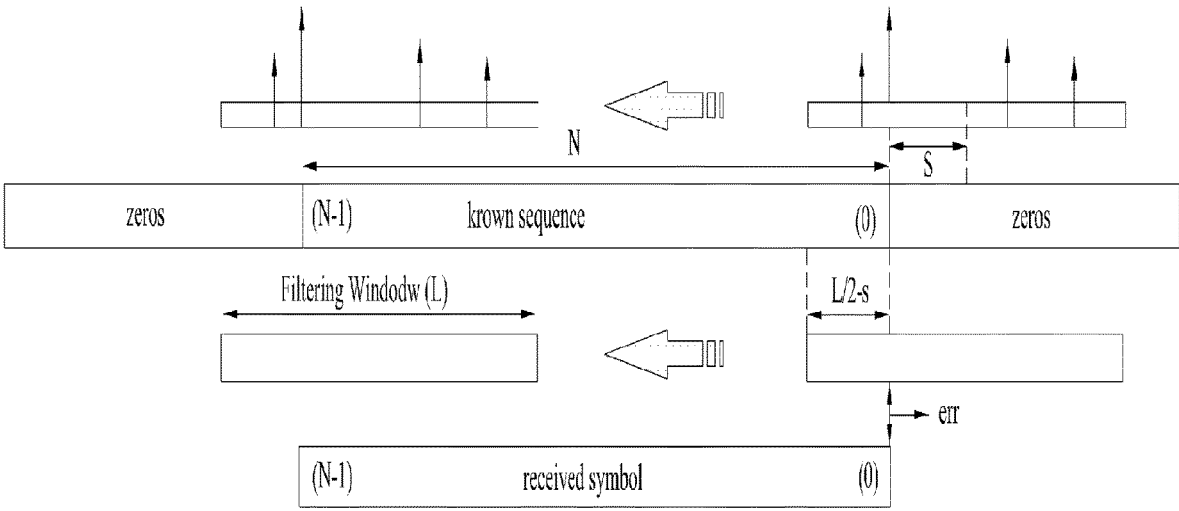 N
S
zeros
(N-1)
krown sequence
(0)
zeros
Filtering Windodw (L)
L/2-s
err
(N-1)
received symbol
(0)